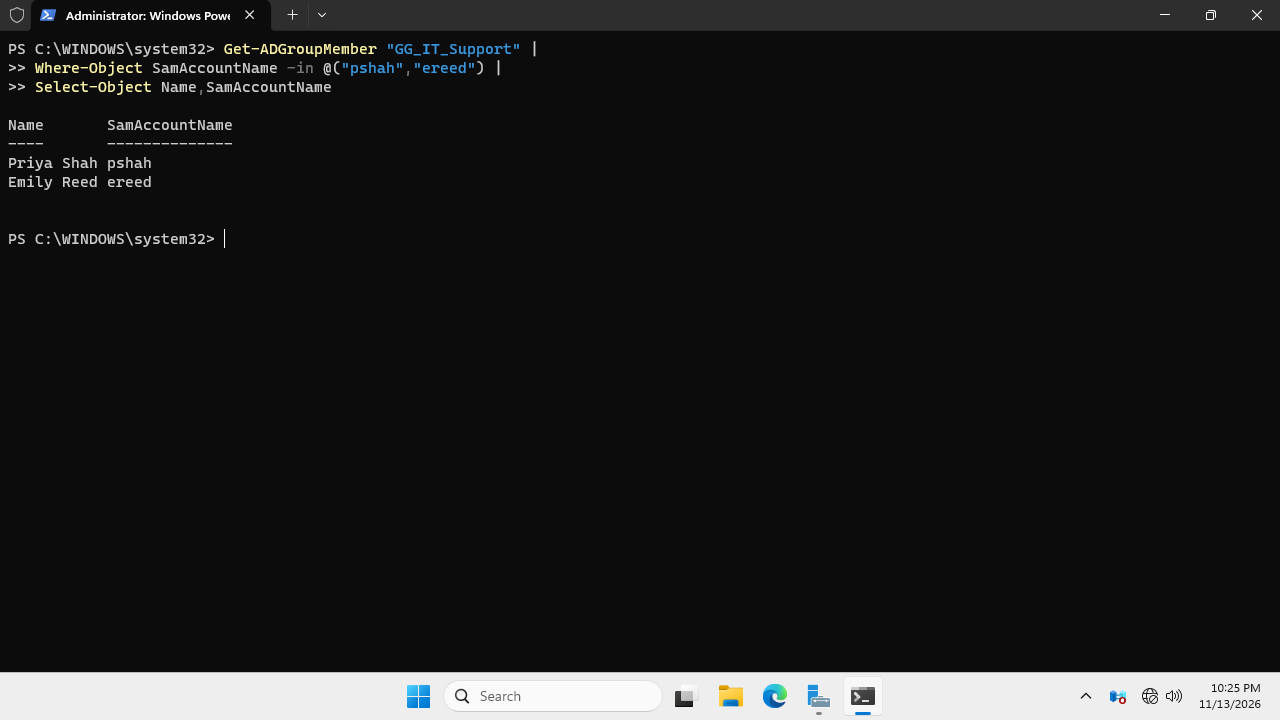 Administrator: Windows Powe
PS C:\WINDOWS\system32> Get-ADGroupMember "GG_IT_Support" |
>> Where-Object SamAccountName -in @("pshah","ereed") |
>> Select-Object Name,SamAccountName
Name       SamAccountName
----       --------------
Priya Shah pshah
Emily Reed ereed
PS C:\WINDOWS\system32>
Search
10:25 PM
11/13/2026